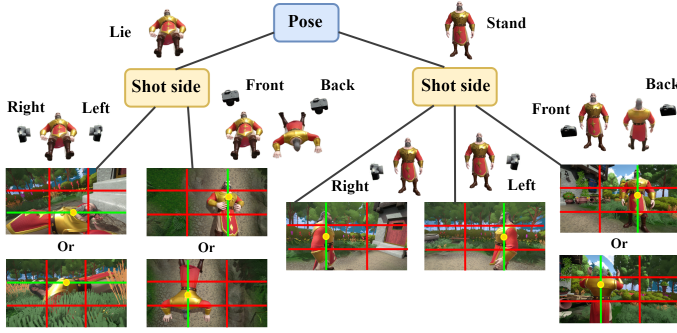 Pose
Lie
Stand
Shot side
Shot side
Right
Left
Front
Back
Front
Back
Right
Left
Or
Or
Or